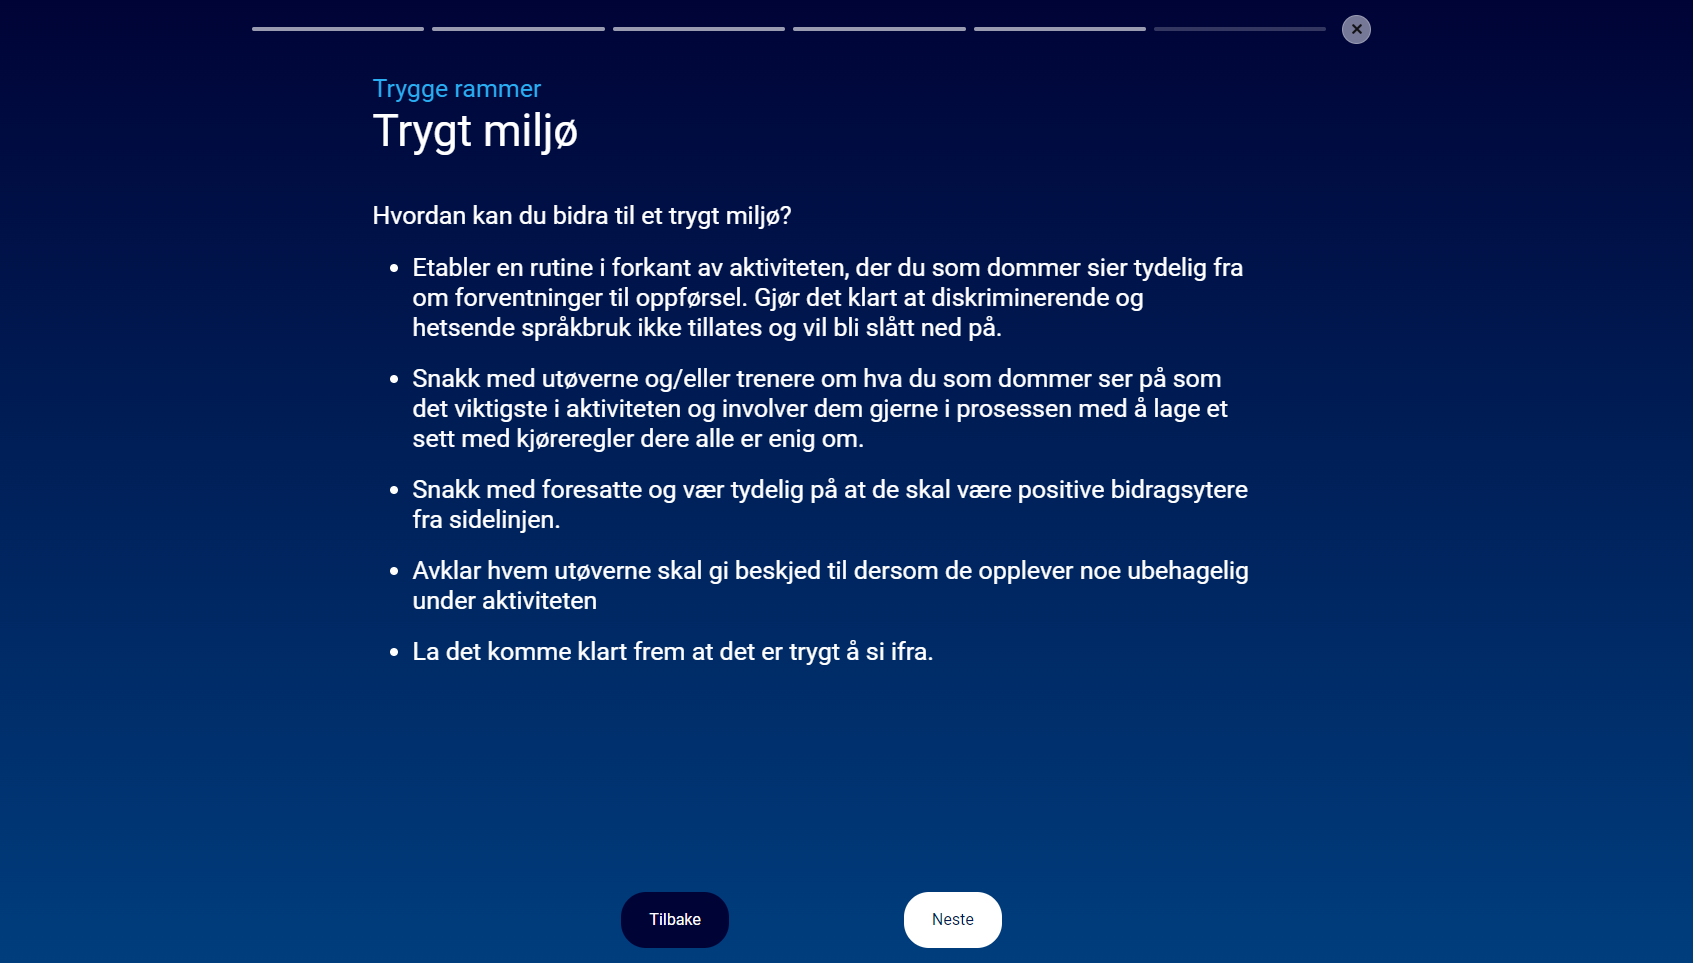 Trygge rammer
Trygt miljø
Hvordan kan du bidra til et trygt miljø?
• Etabler en rutine i forkant av aktiviteten, der du som dommer sier tydelig fra
om forventninger til oppførsel. Gjør det klart at diskriminerende og
hetsende språkbruk ikke tillates og vil bli slått ned på.
• Snakk med utøverne og/eller trenere om hva du som dommer ser på som
det viktigste i aktiviteten og involver dem gjerne i prosessen med å lage et
sett med kjøreregler dere alle er enig om.
• Snakk med foresatte og vær tydelig på at de skal være positive bidragsytere
fra sidelinjen.
• Avklar hvem utøverne skal gi beskjed til dersom de opplever noe ubehagelig
under aktiviteten
• La det komme klart frem at det er trygt å si ifra.
Tilbake
Neste